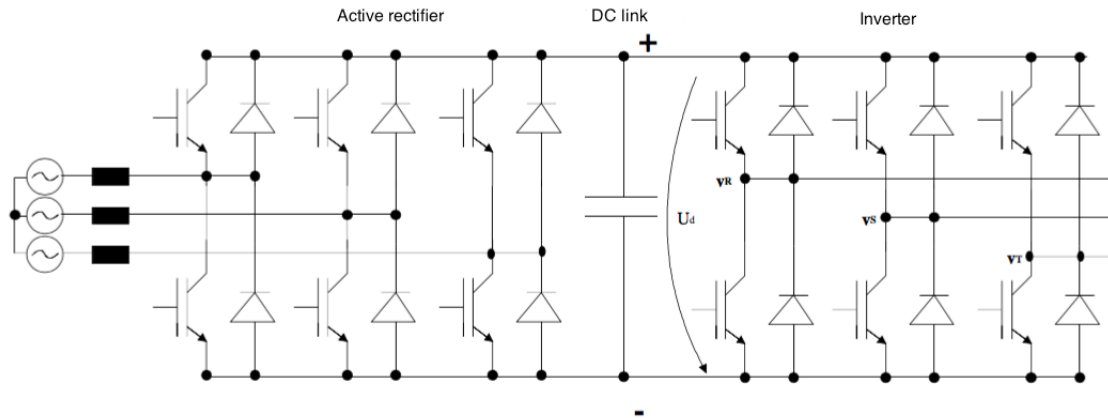 Active rectifier
DC link
Inverter
+
VR
Ud
VS
VT
-